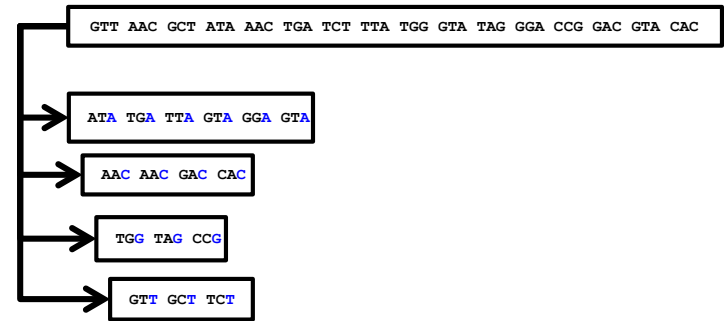 GTT AAC GCT ATA AAC TGA TCT TTA TGG GTA TAG GGA CCG GAC GTA CAC
ATA TGA TTA GTA GGA GTA
AAC AAC GAC CAC
TGG TAG CCG
GTT GCT TCT